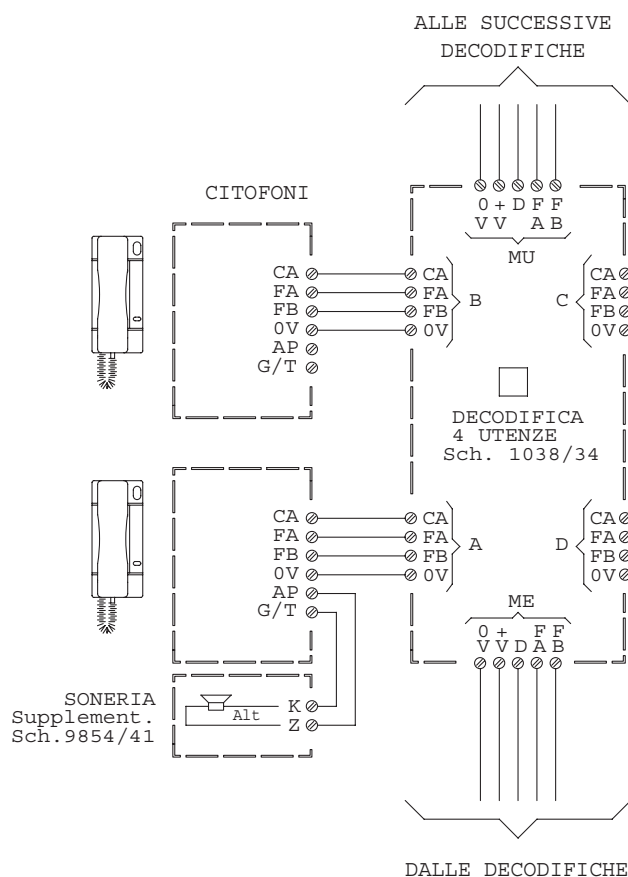 ALLE SUCCESSIVE
DECODIFICHE
CITOFONI
0 + D F F
V V A B
MU
CA
FA
FB
0V
AP
G/T
CA
FA
FB
0V
B
C
CA
FA
FB
0V
DECODIFICA
4 UTENZE
Sch. 1038/34
CA
FA
FB
0V
AP
G/T
CA
FA
FB
0V
A
D
CA
FA
FB
0V
ME
0 + F F
V V D A B
SONERIA
Supplement.
Sch.9854/41
Alt
K
Z
DALLE DECODIFICHE